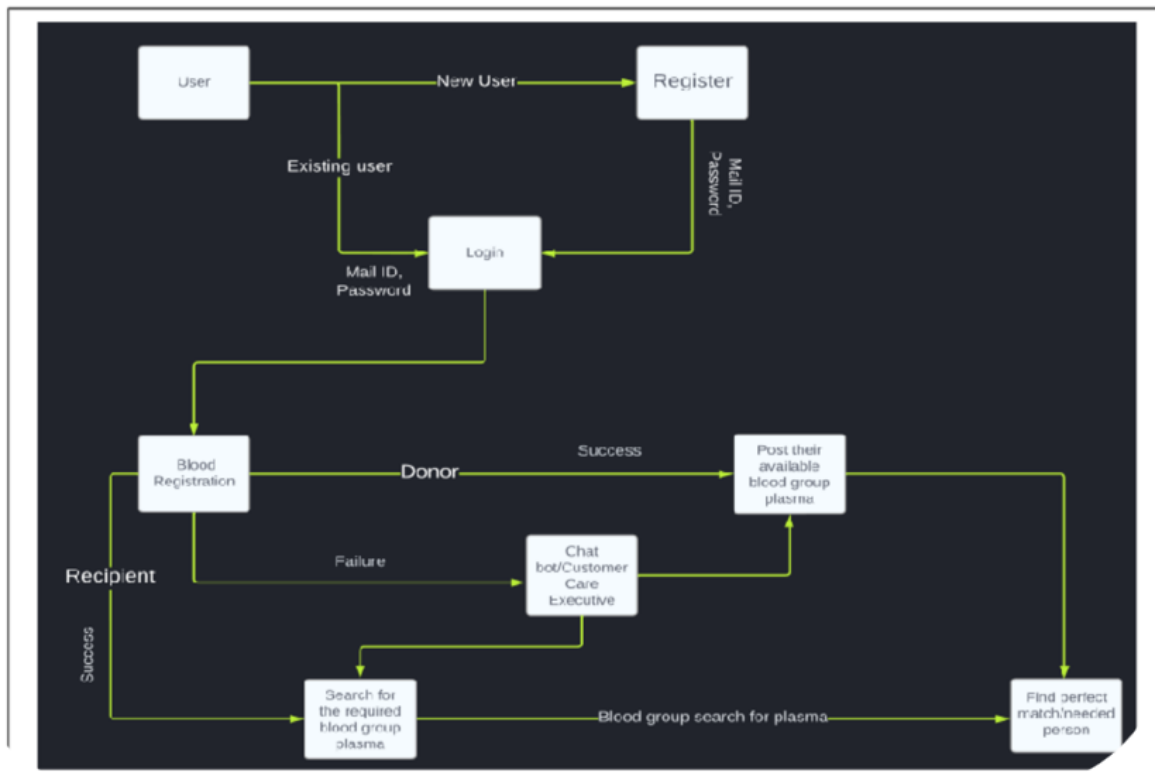 User
New User
Register
Existing user
Mail ID,
Password
Login
Mail ID,
Password
Blood
Registration
Donor
Success
Post their
available
blood group
plasma
Failure
Chat
bot/Customer
Care
Executive
Recipient
Success
Search for
the required
blood group
plasma
Blood group search for plasma
Find perfect
match/needed
person